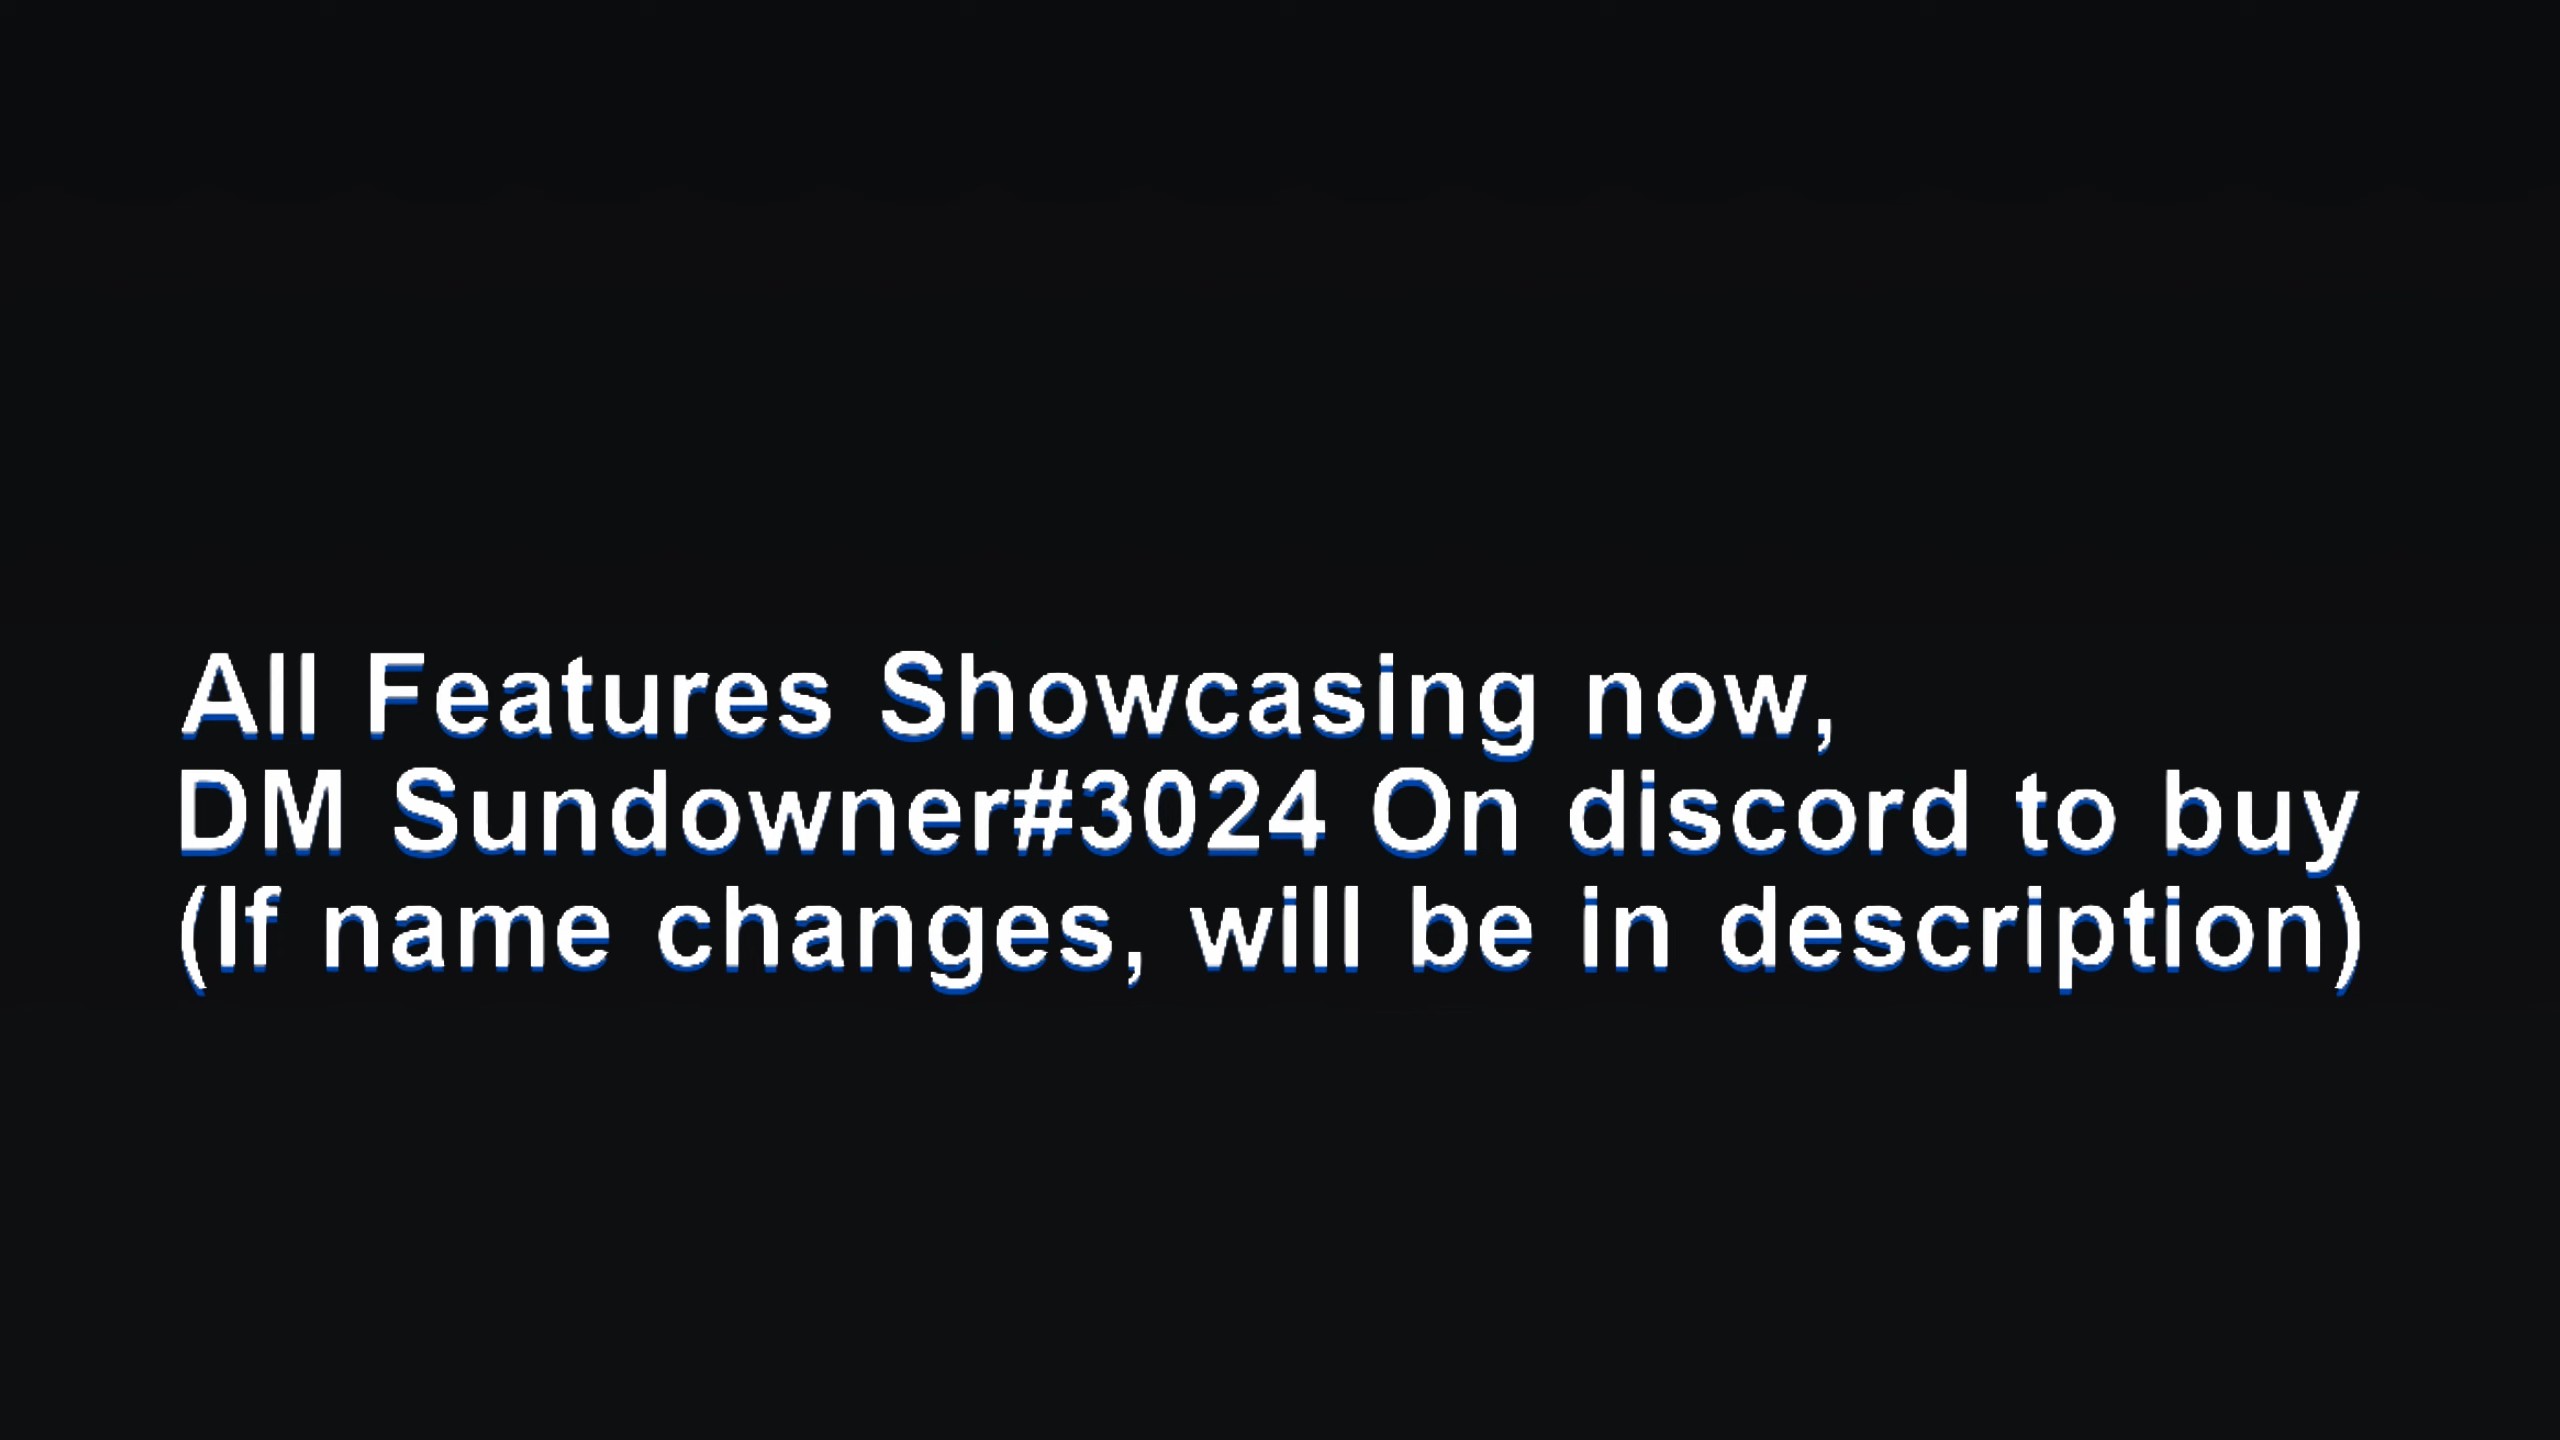 All Features Showcasing now,
DM Sundowner#3024 On discord to buy
(If name changes, will be in description)